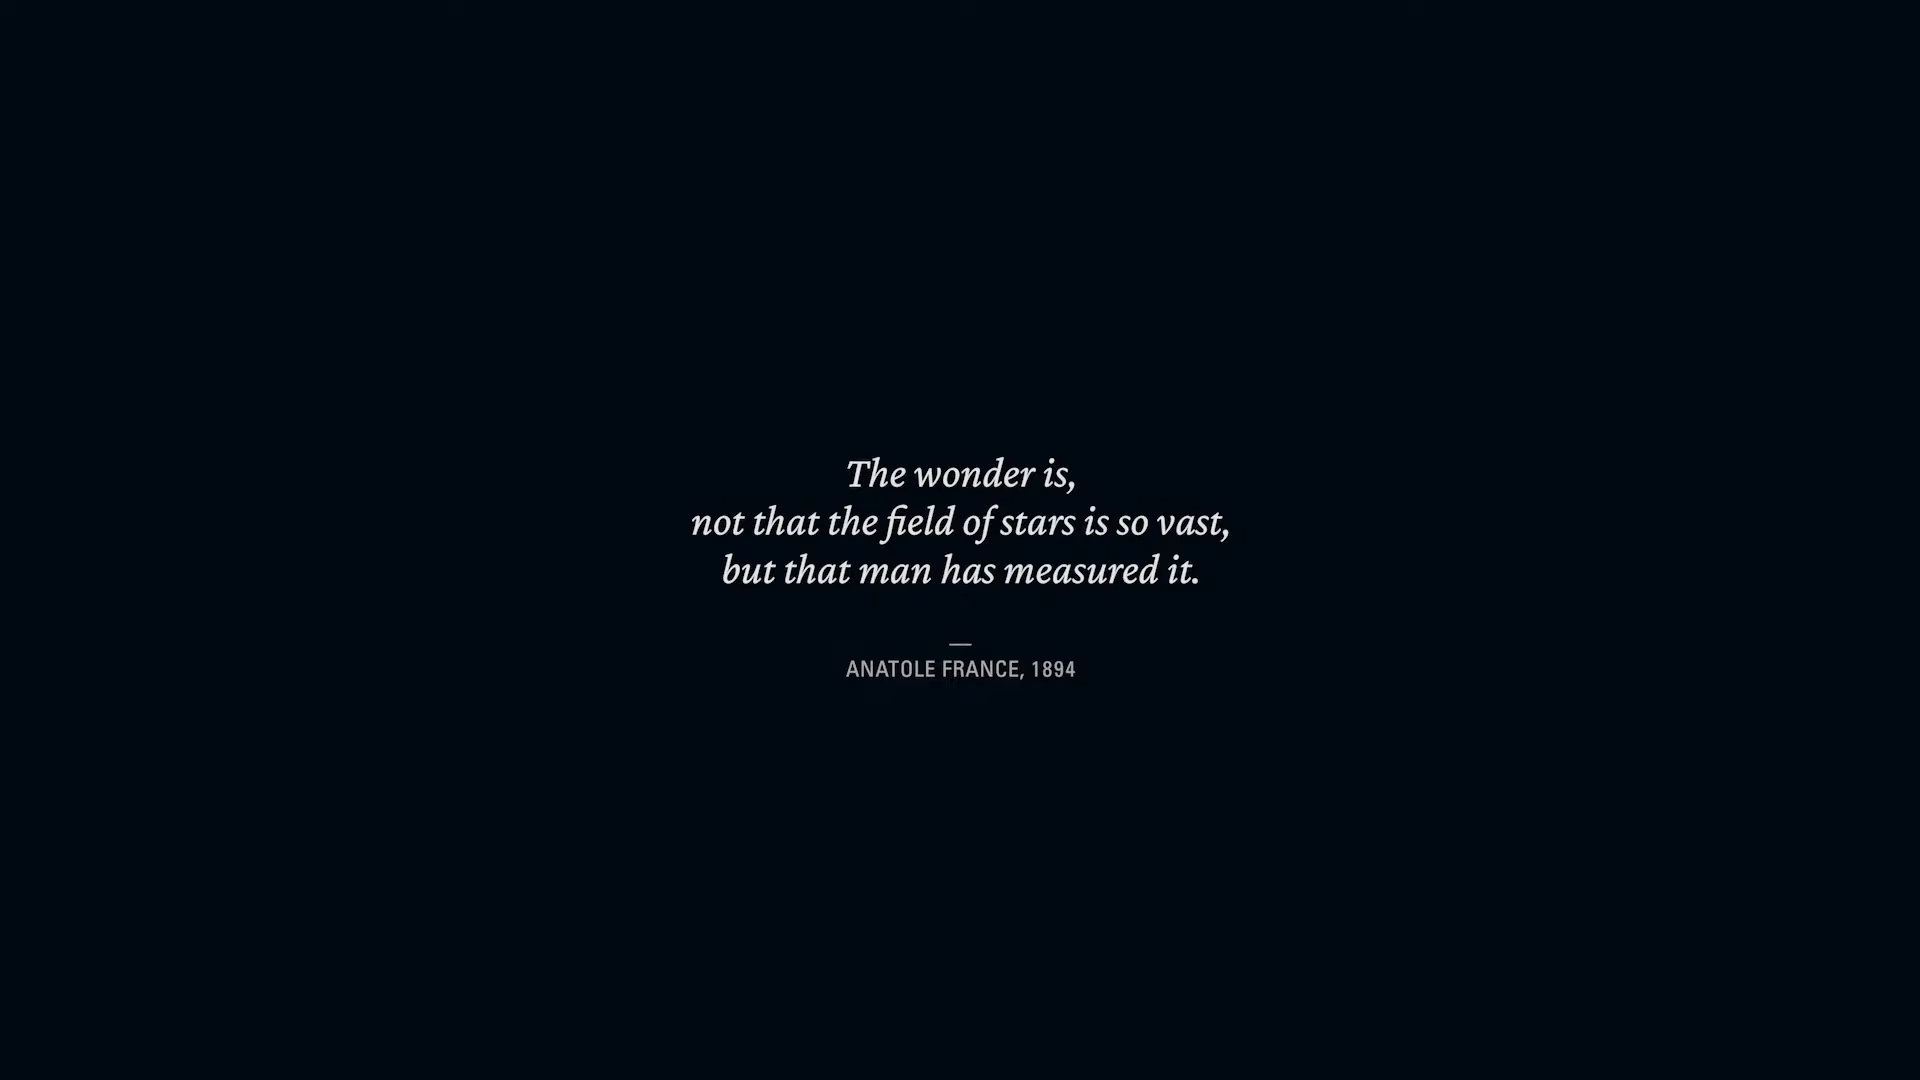 The wonder is,
not that the field of stars is so vast,
but that man has measured it.
—
ANATOLE FRANCE, 1894